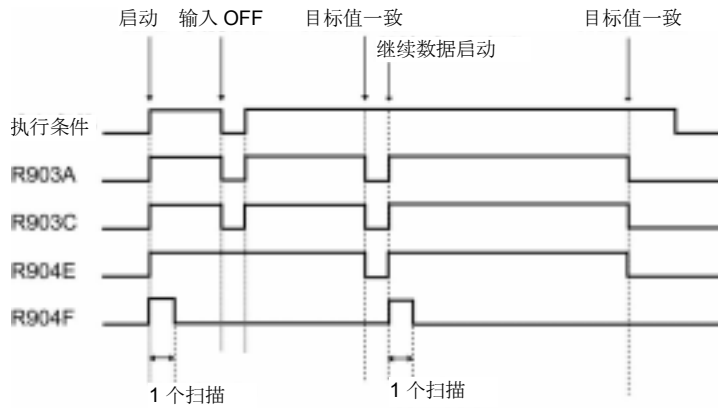 启动 输入 OFF 目标值一致 目标值一致
继续数据启动
执行条件
R903A
R903C
R904E
R904F
1 个扫描 1 个扫描